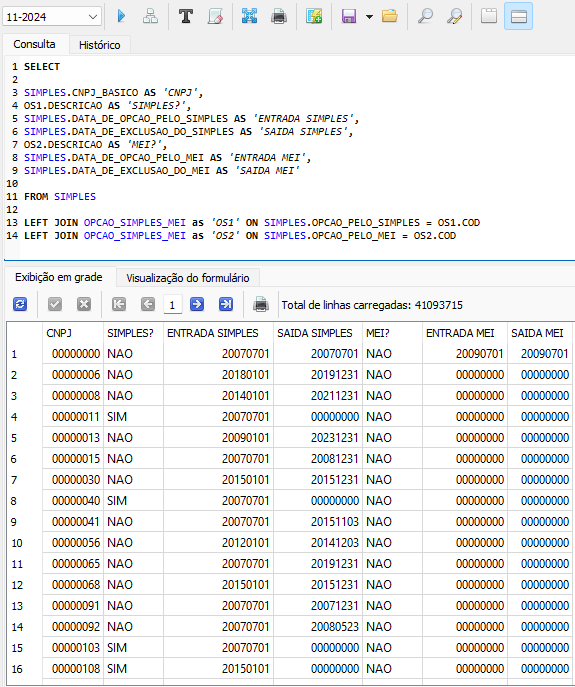 11-2024
Consulta Histórico
1 SELECT
2
3 SIMPLES.CNPJ_BASICO AS 'CNPJ',
4 OS1.DESCRICAO AS 'SIMPLES?',
5 SIMPLES.DATA_DE_OPCAO_PELO_SIMPLES AS 'ENTRADA SIMPLES',
6 SIMPLES.DATA_DE_EXCLUSAO_DO_SIMPLES AS 'SAIDA SIMPLES',
7 OS2.DESCRICAO AS 'MEI?',
8 SIMPLES.DATA_DE_OPCAO_PELO_MEI AS 'ENTRADA MEI',
9 SIMPLES.DATA_DE_EXCLUSAO_DO_MEI AS 'SAIDA MEI'
10
11 FROM SIMPLES
12
13 LEFT JOIN OPCAO_SIMPLES_MEI as 'OS1' ON SIMPLES.OPCAO_PELO_SIMPLES = OS1.COD
14 LEFT JOIN OPCAO_SIMPLES_MEI as 'OS2' ON SIMPLES.OPCAO_PELO_MEI = OS2.COD
Exibição em grade Visualização do formulário
1 Total de linhas carregadas: 41093715
CNPJ SIMPLES? ENTRADA SIMPLES SAIDA SIMPLES MEI? ENTRADA MEI SAIDA MEI
1 00000000 NAO 20070701 20070701 NAO 20090701 20090701
2 00000006 NAO 20180101 20191231 NAO 00000000 00000000
3 00000008 NAO 20140101 20211231 NAO 00000000 00000000
4 00000011 SIM 20070701 00000000 NAO 00000000 00000000
5 00000013 NAO 20090101 20231231 NAO 00000000 00000000
6 00000015 NAO 20070701 20081231 NAO 00000000 00000000
7 00000030 NAO 20150101 20151231 NAO 00000000 00000000
8 00000040 SIM 20070701 00000000 NAO 00000000 00000000
9 00000041 NAO 20070701 20151103 NAO 00000000 00000000
10 00000056 NAO 20120101 20141203 NAO 00000000 00000000
11 00000065 NAO 20070701 20191231 NAO 00000000 00000000
12 00000068 NAO 20150101 20151231 NAO 00000000 00000000
13 00000091 NAO 20070701 20071231 NAO 00000000 00000000
14 00000092 NAO 20070701 20080523 NAO 00000000 00000000
15 00000103 SIM 20070701 00000000 NAO 00000000 00000000
16 00000108 SIM 20150101 00000000 NAO 00000000 00000000